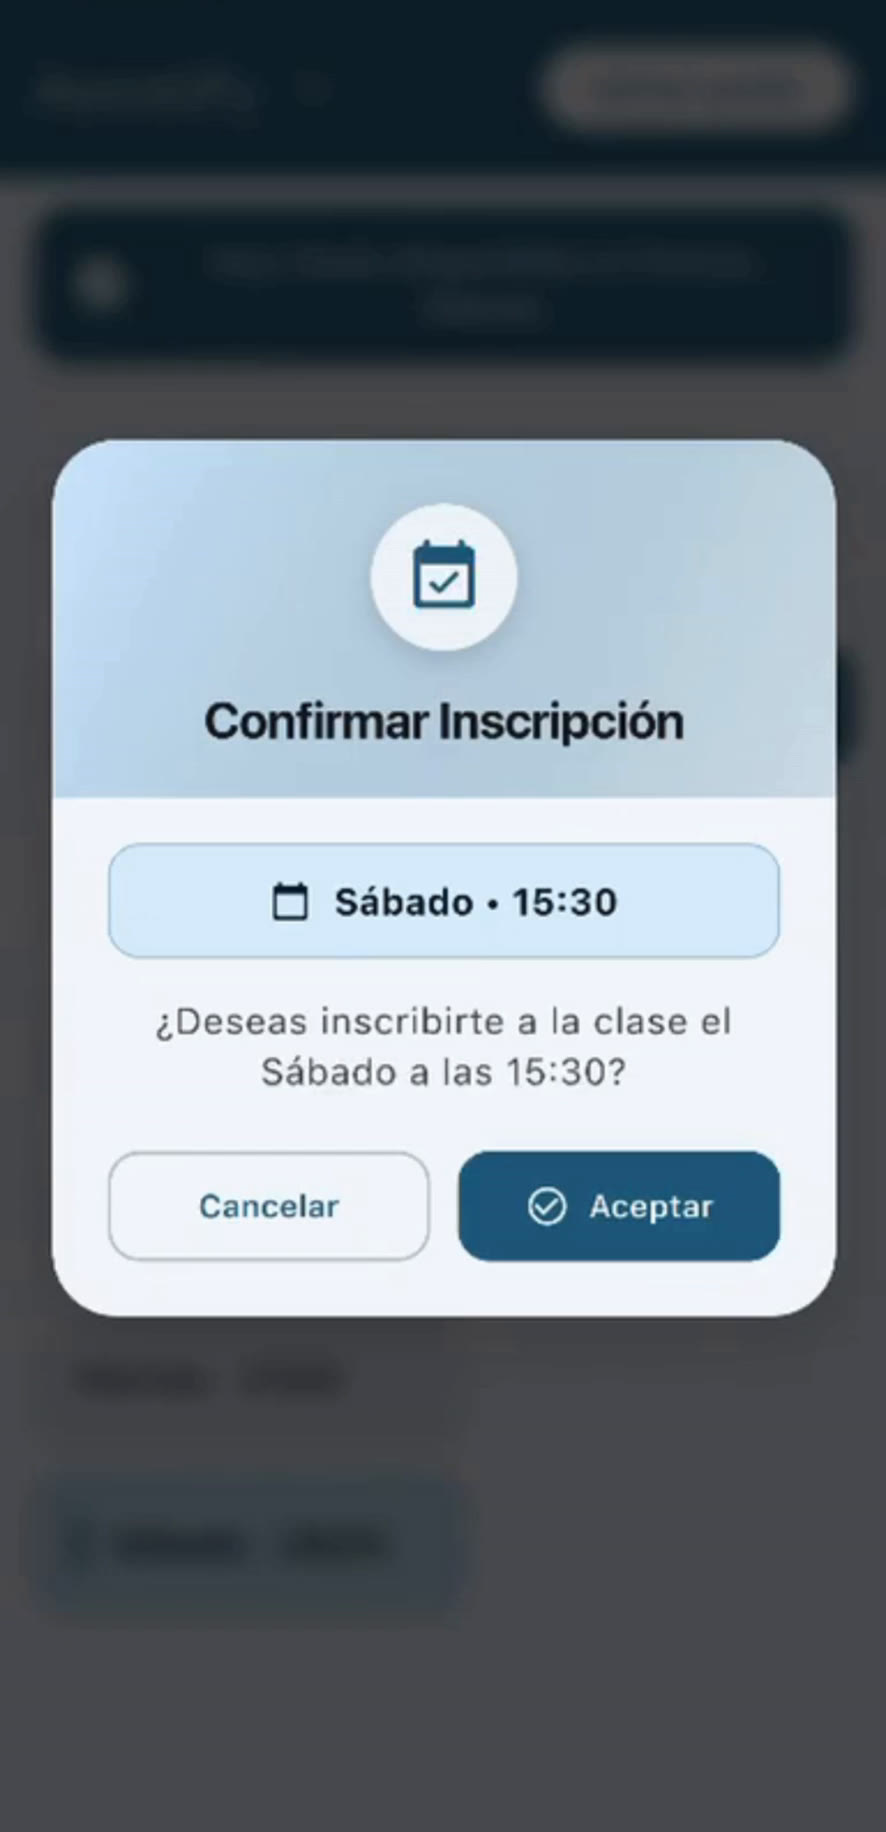 Confirmar Inscripción
Sábado • 15:30
¿Deseas inscribirte a la clase el
Sábado a las 15:30?
Cancelar
Aceptar